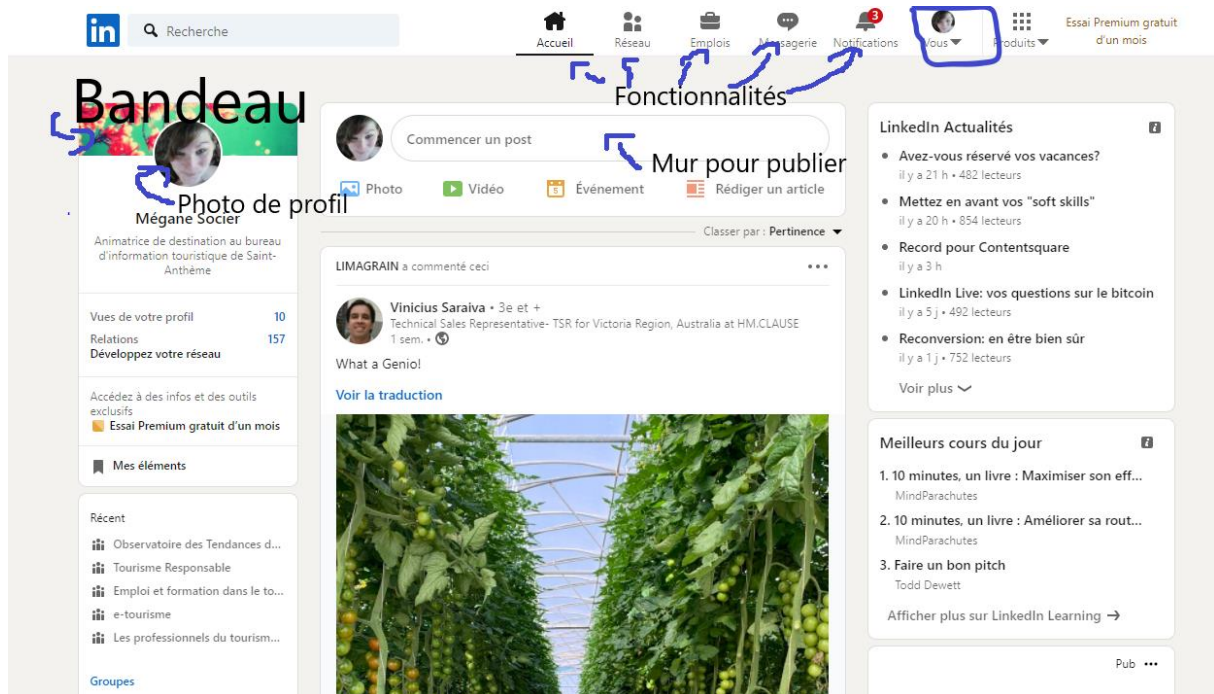 in
Recherche
Accueil
Réseau
Emplois
Messagerie
3
Notifications
Vous
Produits
Essai Premium gratuit
d'un mois
Fonctionnalités
Bandeau
Photo de profil
Mégane Socier
Animatrice de destination au bureau
d'information touristique de Saint-
Anthème
Vues de votre profil 10
Relations 157
Développez votre réseau
Accédez à des infos et des outils
exclusifs
Essai Premium gratuit d'un mois
Mes éléments
Récent
Observatoire des Tendances d...
Tourisme Responsable
Emploi et formation dans le to...
e-tourisme
Les professionnels du tourism...
Groupes
Commencer un post
Mur pour publier
Photo
Vidéo
5
Événement
Rédiger un article
Classer par : Pertinence
LIMAGRAIN a commenté ceci
Vinicius Saraiva • 3e et +
Technical Sales Representative- TSR for Victoria Region, Australia at HM.CLAUSE
1 sem. •
What a Genio!
Voir la traduction
LinkedIn Actualités
Avez-vous réservé vos vacances?
il y a 21 h • 482 lecteurs
Mettez en avant vos "soft skills"
il y a 20 h • 854 lecteurs
Record pour Contentsquare
il y a 3 h
LinkedIn Live: vos questions sur le bitcoin
il y a 5 j • 492 lecteurs
Reconversion: en être bien sûr
il y a 1 j • 752 lecteurs
Voir plus
Meilleurs cours du jour
1. 10 minutes, un livre : Maximiser son eff...
MindParachutes
2. 10 minutes, un livre : Améliorer sa rout...
MindParachutes
3. Faire un bon pitch
Todd Dewett
Afficher plus sur LinkedIn Learning →
Pub •••